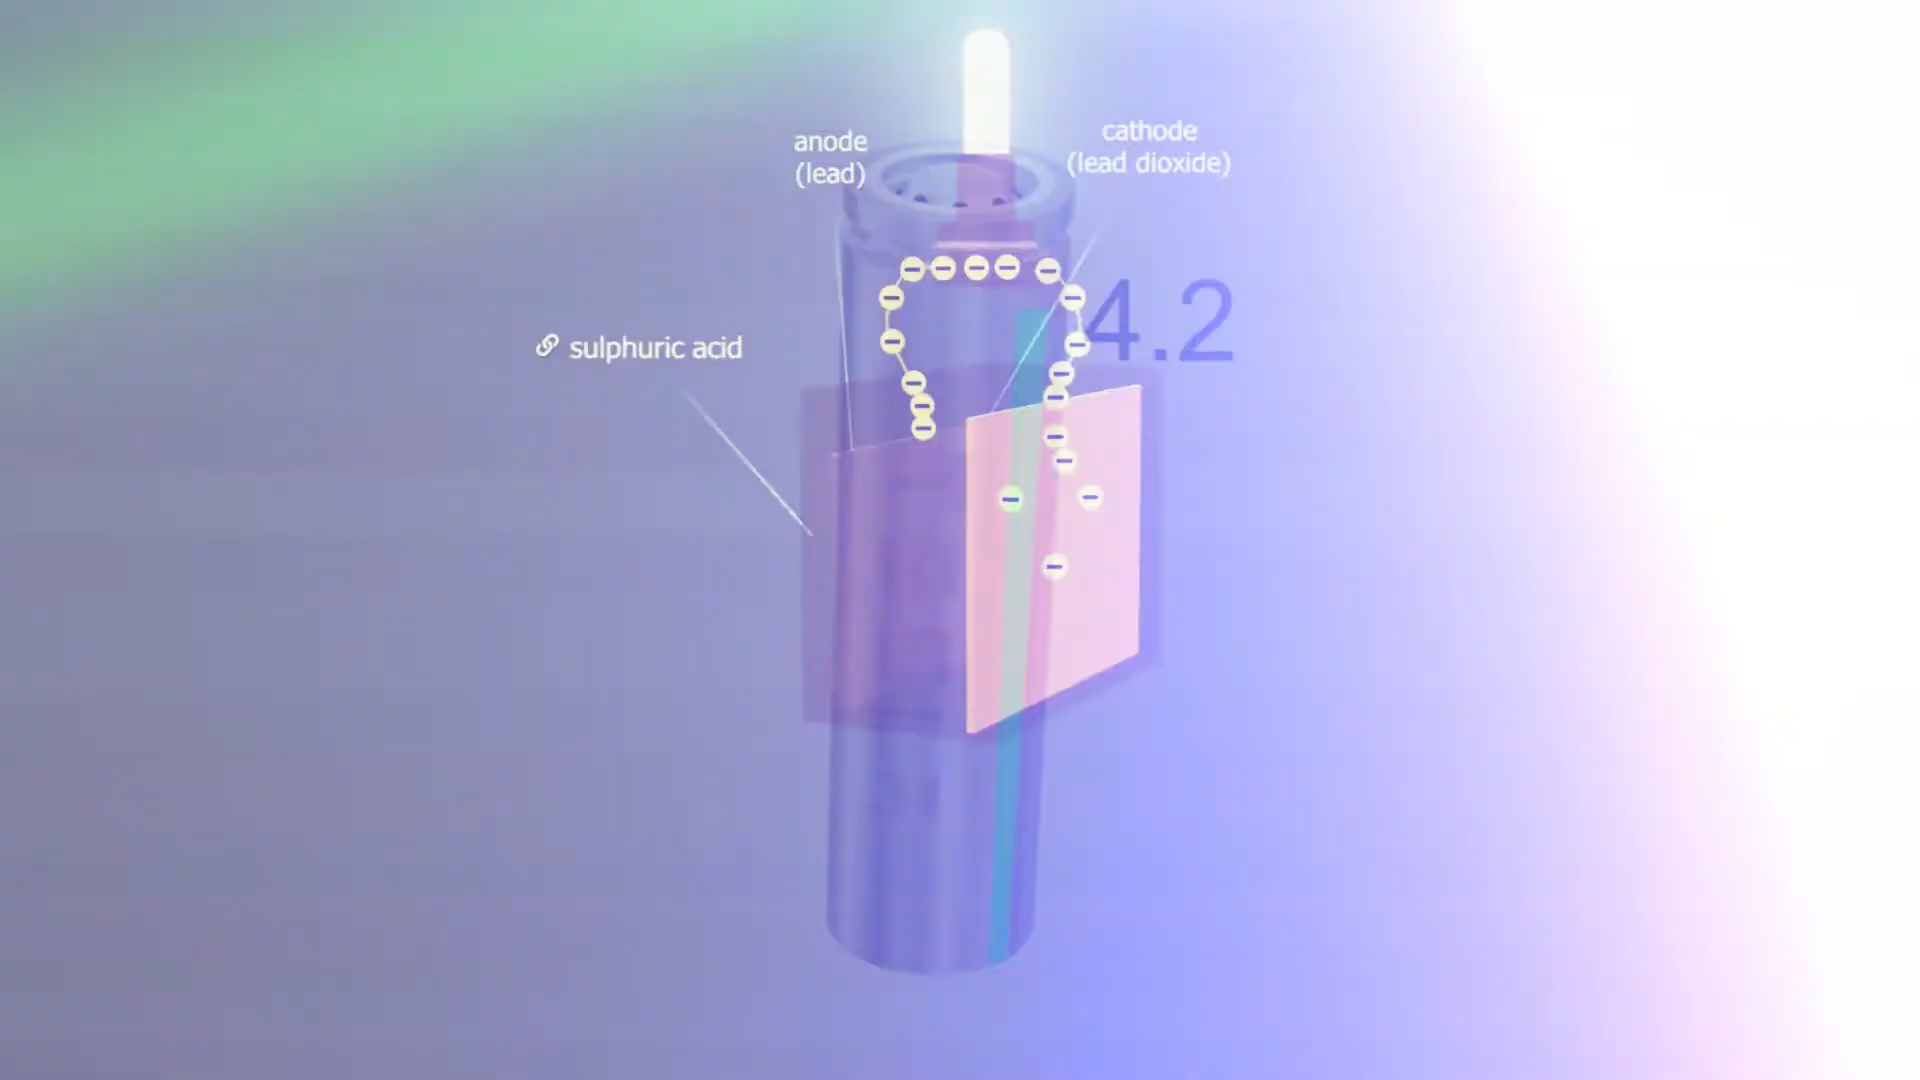 anode
(lead)
cathode
(lead dioxide)
4.2
sulphuric acid